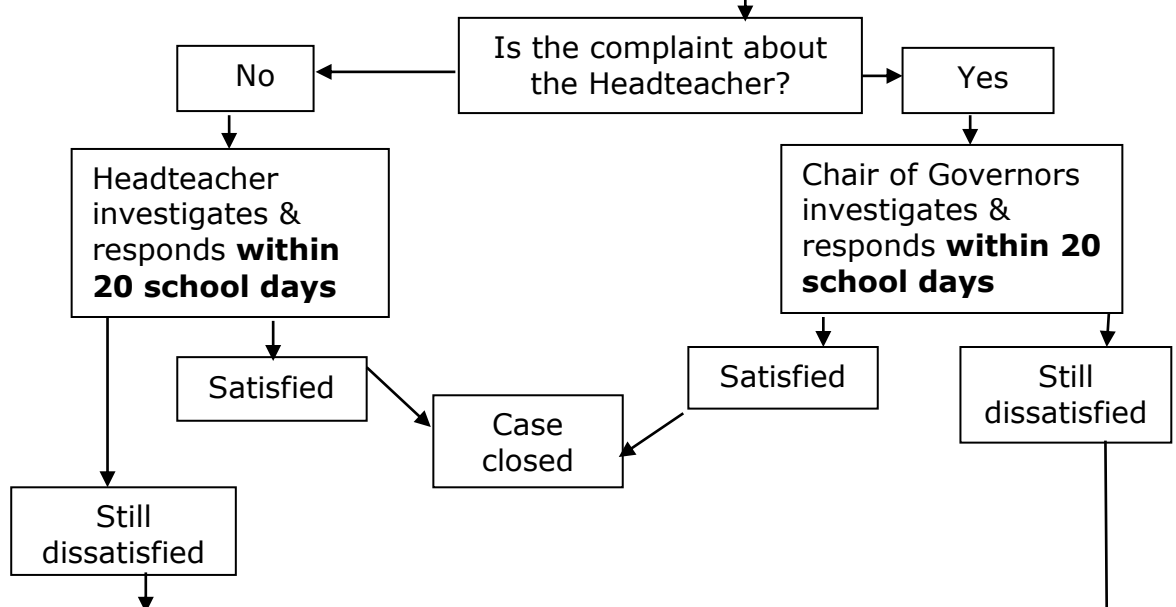 Is the complaint about
the Headteacher?
No
Yes
Headteacher
investigates &
responds within
20 school days
Chair of Governors
investigates &
responds within 20
school days
Satisfied
Satisfied
Still
dissatisfied
Case
closed
Still
dissatisfied